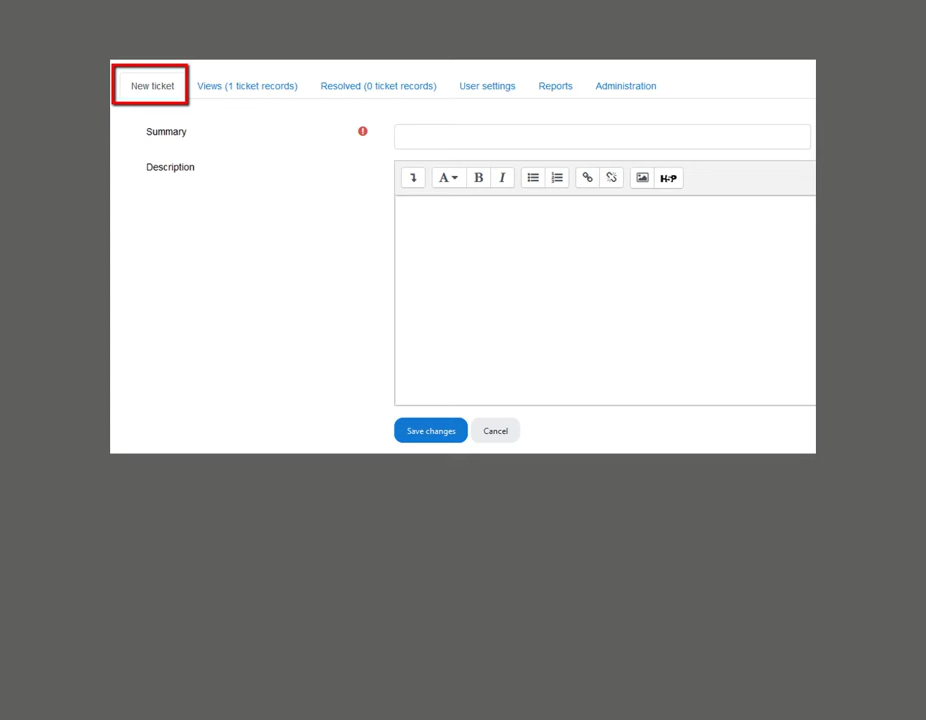 New ticket Views (1 ticket records) Resolved (0 ticket records) User settings Reports Administration
Summary
Description
A B I H-P
Save changes Cancel